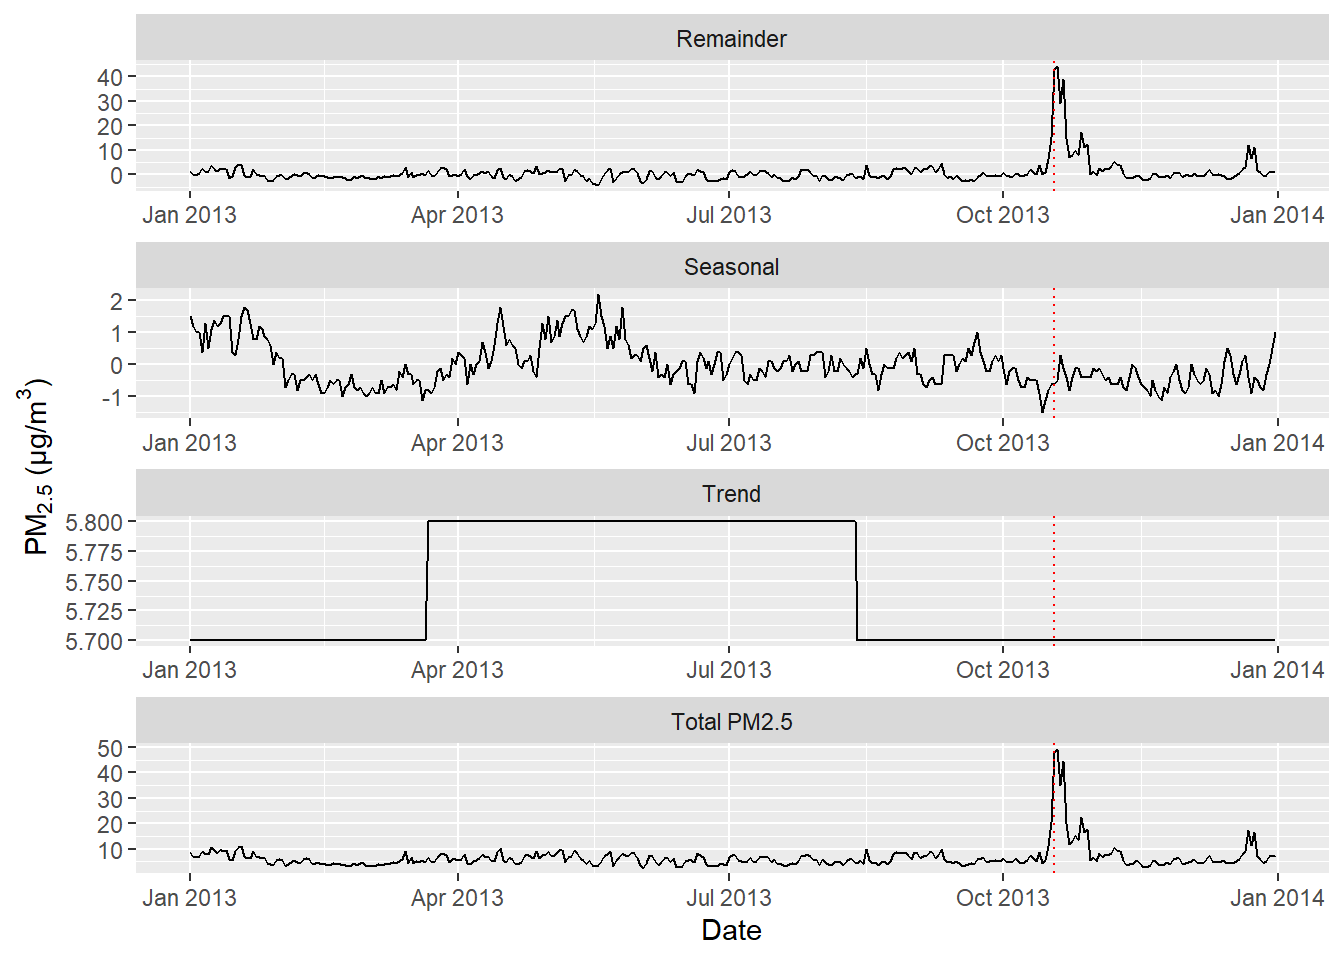 Remainder
40
30
20
10
0
Jan 2013 Apr 2013 Jul 2013 Oct 2013 Jan 2014
Seasonal
2
1
0
-1
Jan 2013 Apr 2013 Jul 2013 Oct 2013 Jan 2014
PM2.5 (µg/m3)
Trend
5.800
5.775
5.750
5.725
5.700
Jan 2013 Apr 2013 Jul 2013 Oct 2013 Jan 2014
Total PM2.5
50
40
30
20
10
Jan 2013 Apr 2013 Jul 2013 Oct 2013 Jan 2014
Date